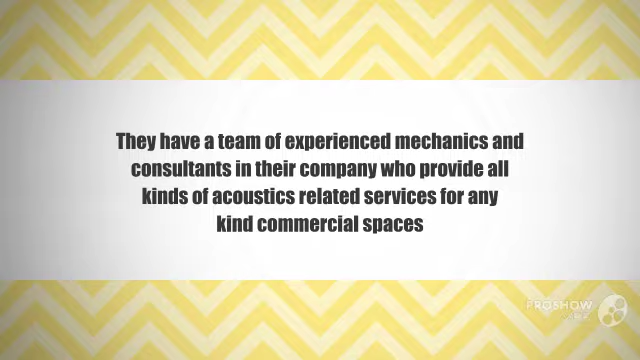 They have a team of experienced mechanics and
consultants in their company who provide all
kinds of acoustics related services for any
kind commercial spaces
PROSHOW